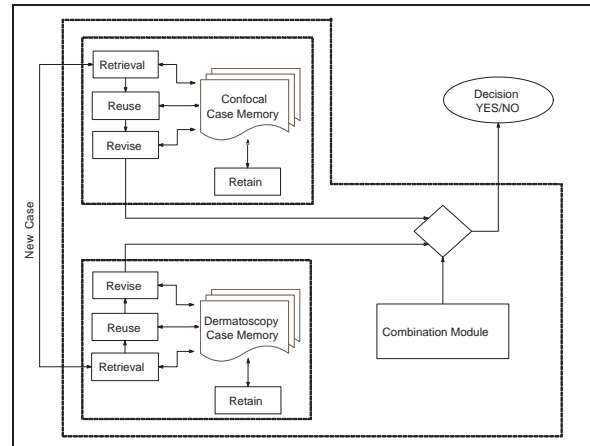 Retrieval
Reuse
Revise
Confocal
Case Memory
Retain
Decision
YES/NO
New Case
Revise
Reuse
Retrieval
Dermatoscopy
Case Memory
Retain
Combination Module